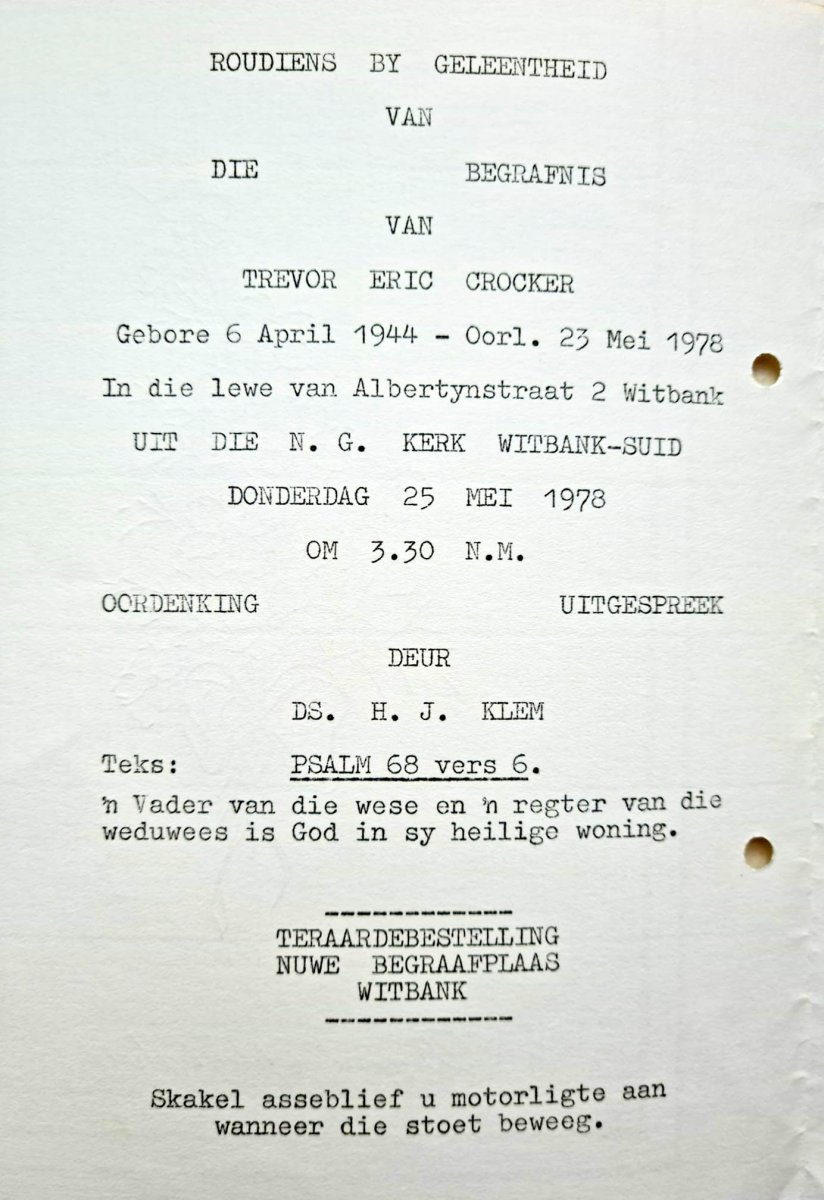 ROUDIENS BY GELEENTHEID
VAN
DIE BEGRAFNIS
VAN
TREVOR ERIC CROCKER
Gebore 6 April 1944 - Oorl. 23 Mei 1978
In die lewe van Albertynstraat 2 Witbank
UIT DIE N. G. KERK WITBANK-SUID
DONDERDAG 25 MEI 1978
OM 3.30 N.M.
OORDENKING UITGESPREEK
DEUR
DS. H. J. KLEM
Teks: PSALM 68 vers 6.
'n Vader van die wese en 'n regter van die
weduwees is God in sy heilige woning.
TERAARDEBESTELLING
NUWE BEGRAAFPLAAS
WITBANK
Skakel asseblief u motorligte aan
wanneer die stoet beweeg.